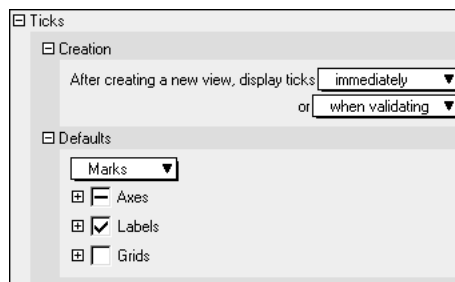 Ticks
Creation
After creating a new view, display ticks immediately
or when validating
Defaults
Marks
Axes
Labels
Grids